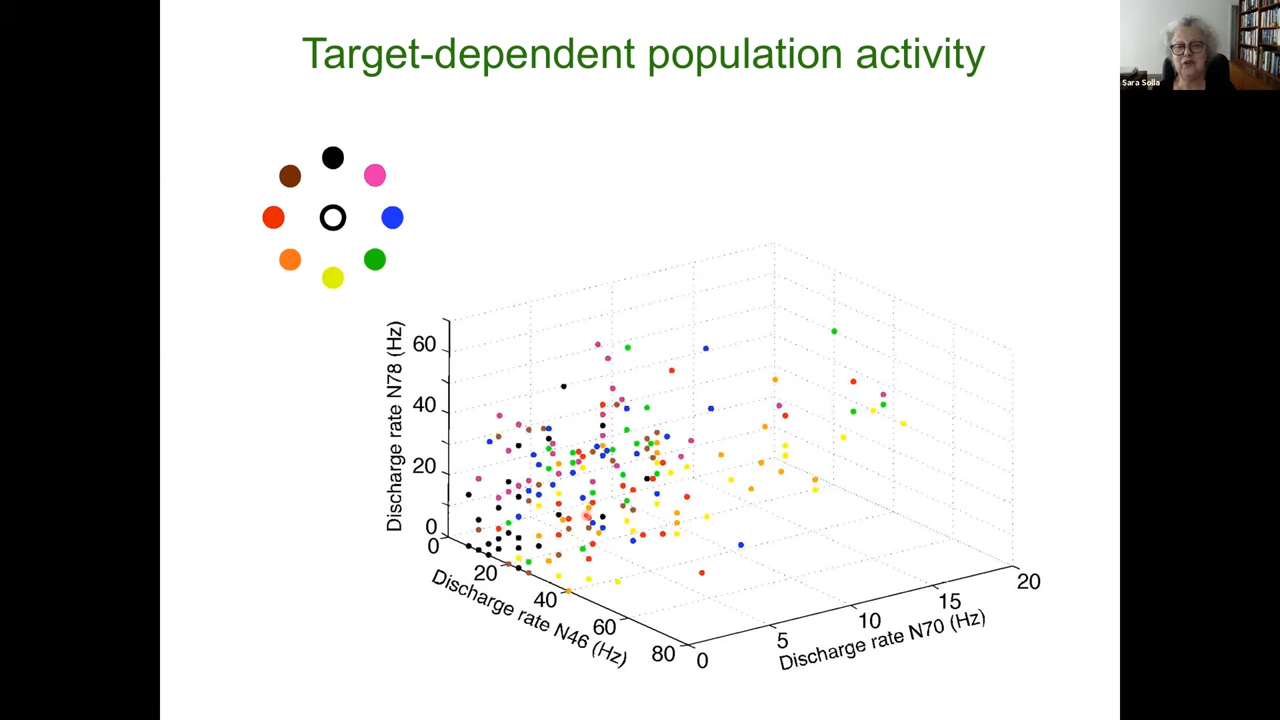 Target-dependent population activity
Sara Solla
Discharge rate N78 (Hz)
60
40
20
0
0
20
40
60
80
Discharge rate N46 (Hz)
0
5
10
15
20
Discharge rate N70 (Hz)